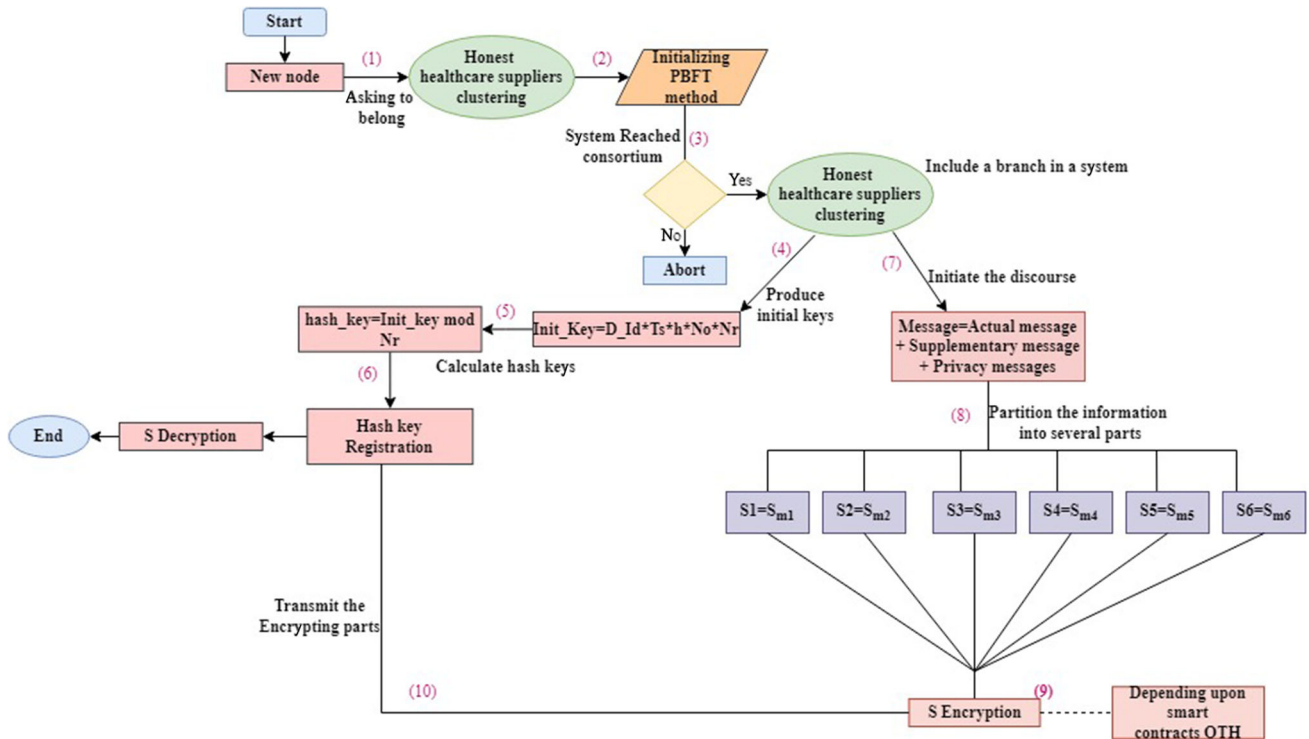 Start
New node
(1)
Asking to
belong
Honest
healthcare suppliers
clustering
(2)
Initializing
PBFT
method
System Reached
consortium
(3)
Yes
No
Abort
Honest
healthcare suppliers
clustering
Include a branch in a system
(4)
Produce
initial keys
(7)
Initiate the discourse
Init_Key=D_Id*Ts*h*No*Nr
(5)
Calculate hash keys
hash_key=Init_key mod
Nr
(6)
Hash key
Registration
S Decryption
End
Message=Actual message
+ Supplementary message
+ Privacy messages
(8)
Partition the information
into several parts
S1=Sm1
S2=Sm2
S3=Sm3
S4=Sm4
S5=Sm5
S6=Sm6
Transmit the
Encrypting parts
(10)
S Encryption
(9)
Depending upon
smart
contracts OTH